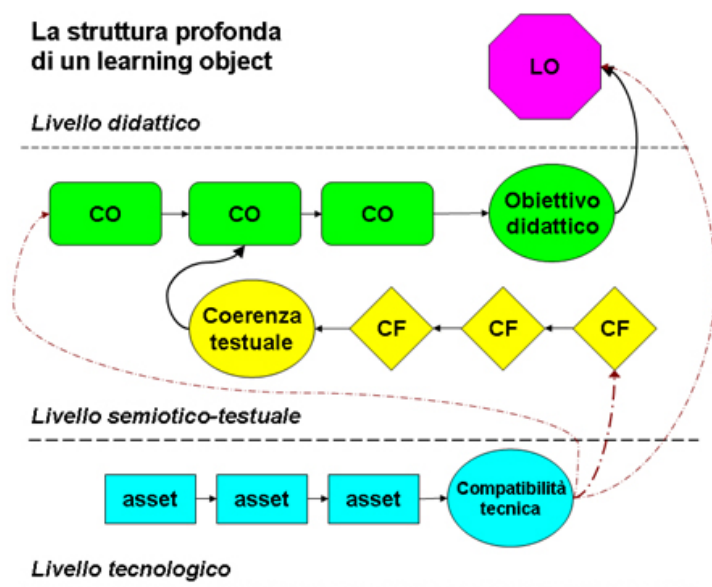 La struttura profonda
di un learning object
LO
Livello didattico
CO
CO
CO
Obiettivo
didattico
Coerenza
testuale
CF
CF
CF
Livello semiotico-testuale
asset
asset
asset
Compatibilità
tecnica
Livello tecnologico